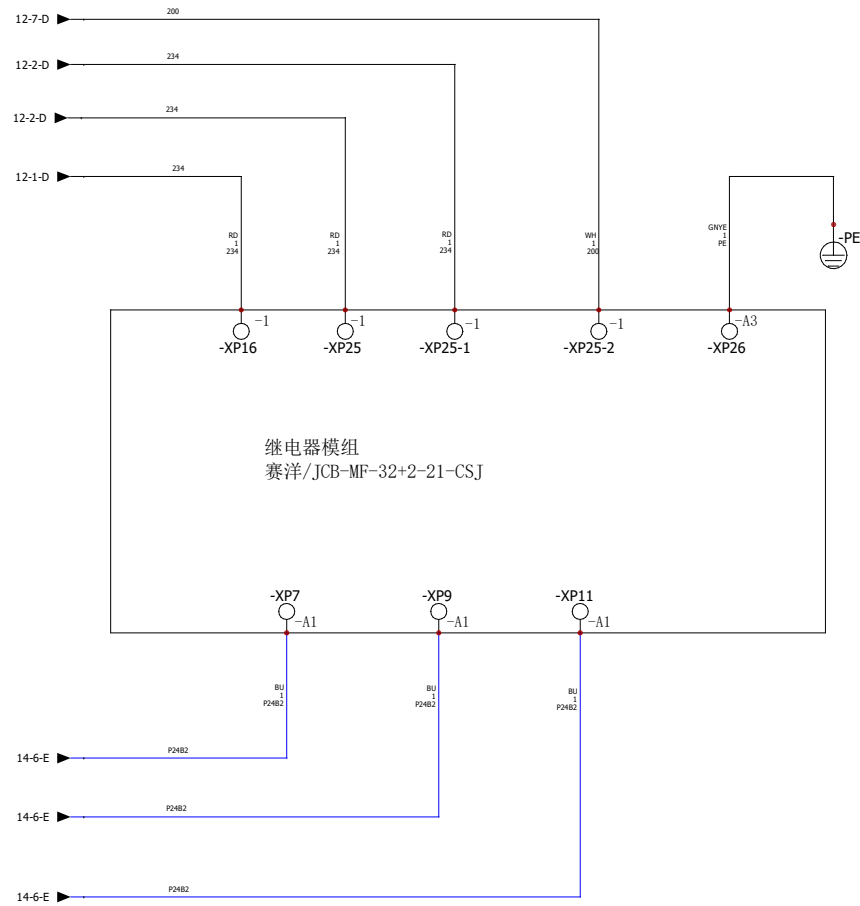 12-7-D
200
12-2-D
234
12-2-D
234
12-1-D
234
RD
1
234
RD
1
234
RD
1
234
WH
1
200
GNYE
1
PE
-PE
-1
-1
-1
-1
-A3
-XP16
-XP25
-XP25-1
-XP25-2
-XP26
继电器模组
赛洋/JCB-MF-32+2-21-CSJ
-XP7
-XP9
-XP11
-A1
-A1
-A1
BU
1
P24B2
BU
1
P24B2
BU
1
P24B2
14-6-E
P24B2
14-6-E
P24B2
14-6-E
P24B2